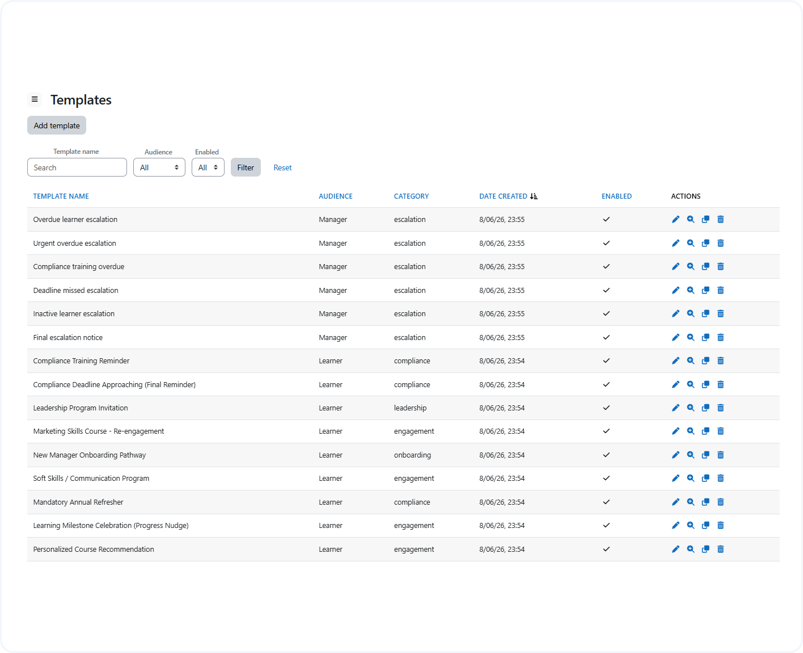 Templates
Add template
Template name Audience Enabled
Search All All Filter Reset
TEMPLATE NAME AUDIENCE CATEGORY DATE CREATED ENABLED ACTIONS
Overdue learner escalation Manager escalation 8/06/26, 23:55
Urgent overdue escalation Manager escalation 8/06/26, 23:55
Compliance training overdue Manager escalation 8/06/26, 23:55
Deadline missed escalation Manager escalation 8/06/26, 23:55
Inactive learner escalation Manager escalation 8/06/26, 23:55
Final escalation notice Manager escalation 8/06/26, 23:55
Compliance Training Reminder Learner compliance 8/06/26, 23:54
Compliance Deadline Approaching (Final Reminder) Learner compliance 8/06/26, 23:54
Leadership Program Invitation Learner leadership 8/06/26, 23:54
Marketing Skills Course - Re-engagement Learner engagement 8/06/26, 23:54
New Manager Onboarding Pathway Learner onboarding 8/06/26, 23:54
Soft Skills / Communication Program Learner engagement 8/06/26, 23:54
Mandatory Annual Refresher Learner compliance 8/06/26, 23:54
Learning Milestone Celebration (Progress Nudge) Learner engagement 8/06/26, 23:54
Personalized Course Recommendation Learner engagement 8/06/26, 23:54